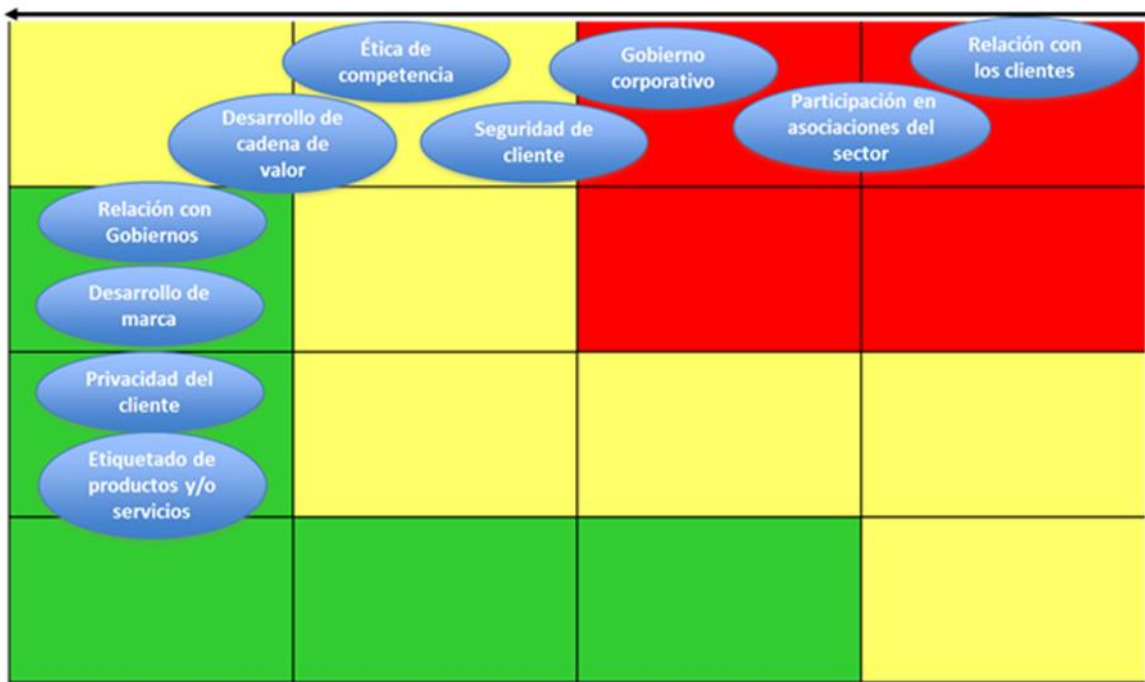 Ética de
competencia
Gobierno
corporativo
Relación con
los clientes
Desarrollo de
cadena de
valor
Seguridad de
cliente
Participación en
asociaciones del
sector
Relación con
Gobiernos
Desarrollo de
marca
Privacidad del
cliente
Etiquetado de
productos y/o
servicios